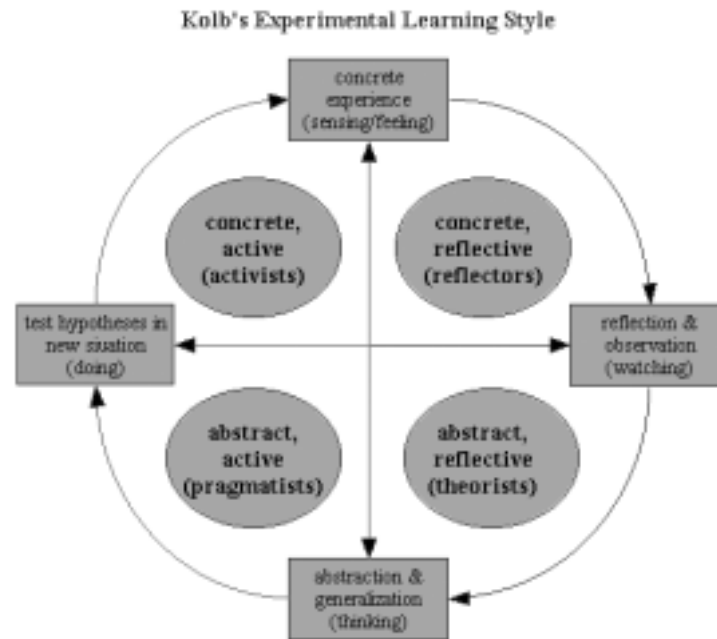 Kolb's Experimental Learning Style
concrete
experience
(sensing/feeling)
concrete,
active
(activists)
concrete,
reflective
(reflectors)
test hypotheses in
new siuation
(doing)
reflection &
observation
(watching)
abstract,
active
(pragmatists)
abstract,
reflective
(theorists)
abstraction &
generalization
(thinking)